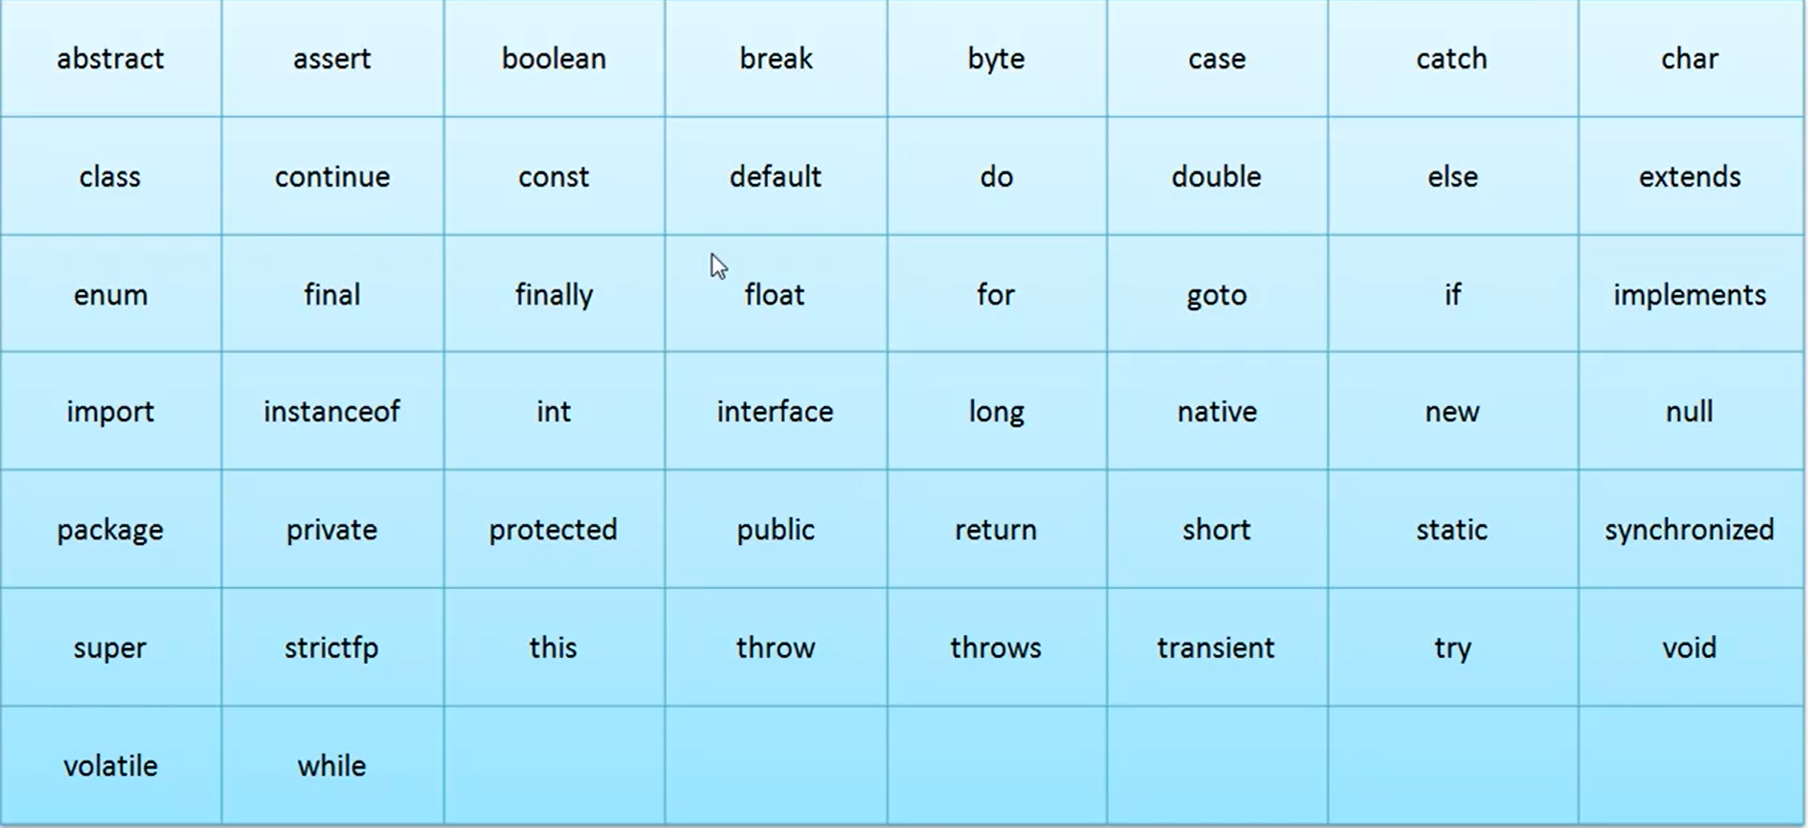 abstract assert boolean break byte case catch char
class continue const default do double else extends
enum final finally float for goto if implements
import instanceof int interface long native new null
package private protected public return short static synchronized
super strictfp this throw throws transient try void
volatile while